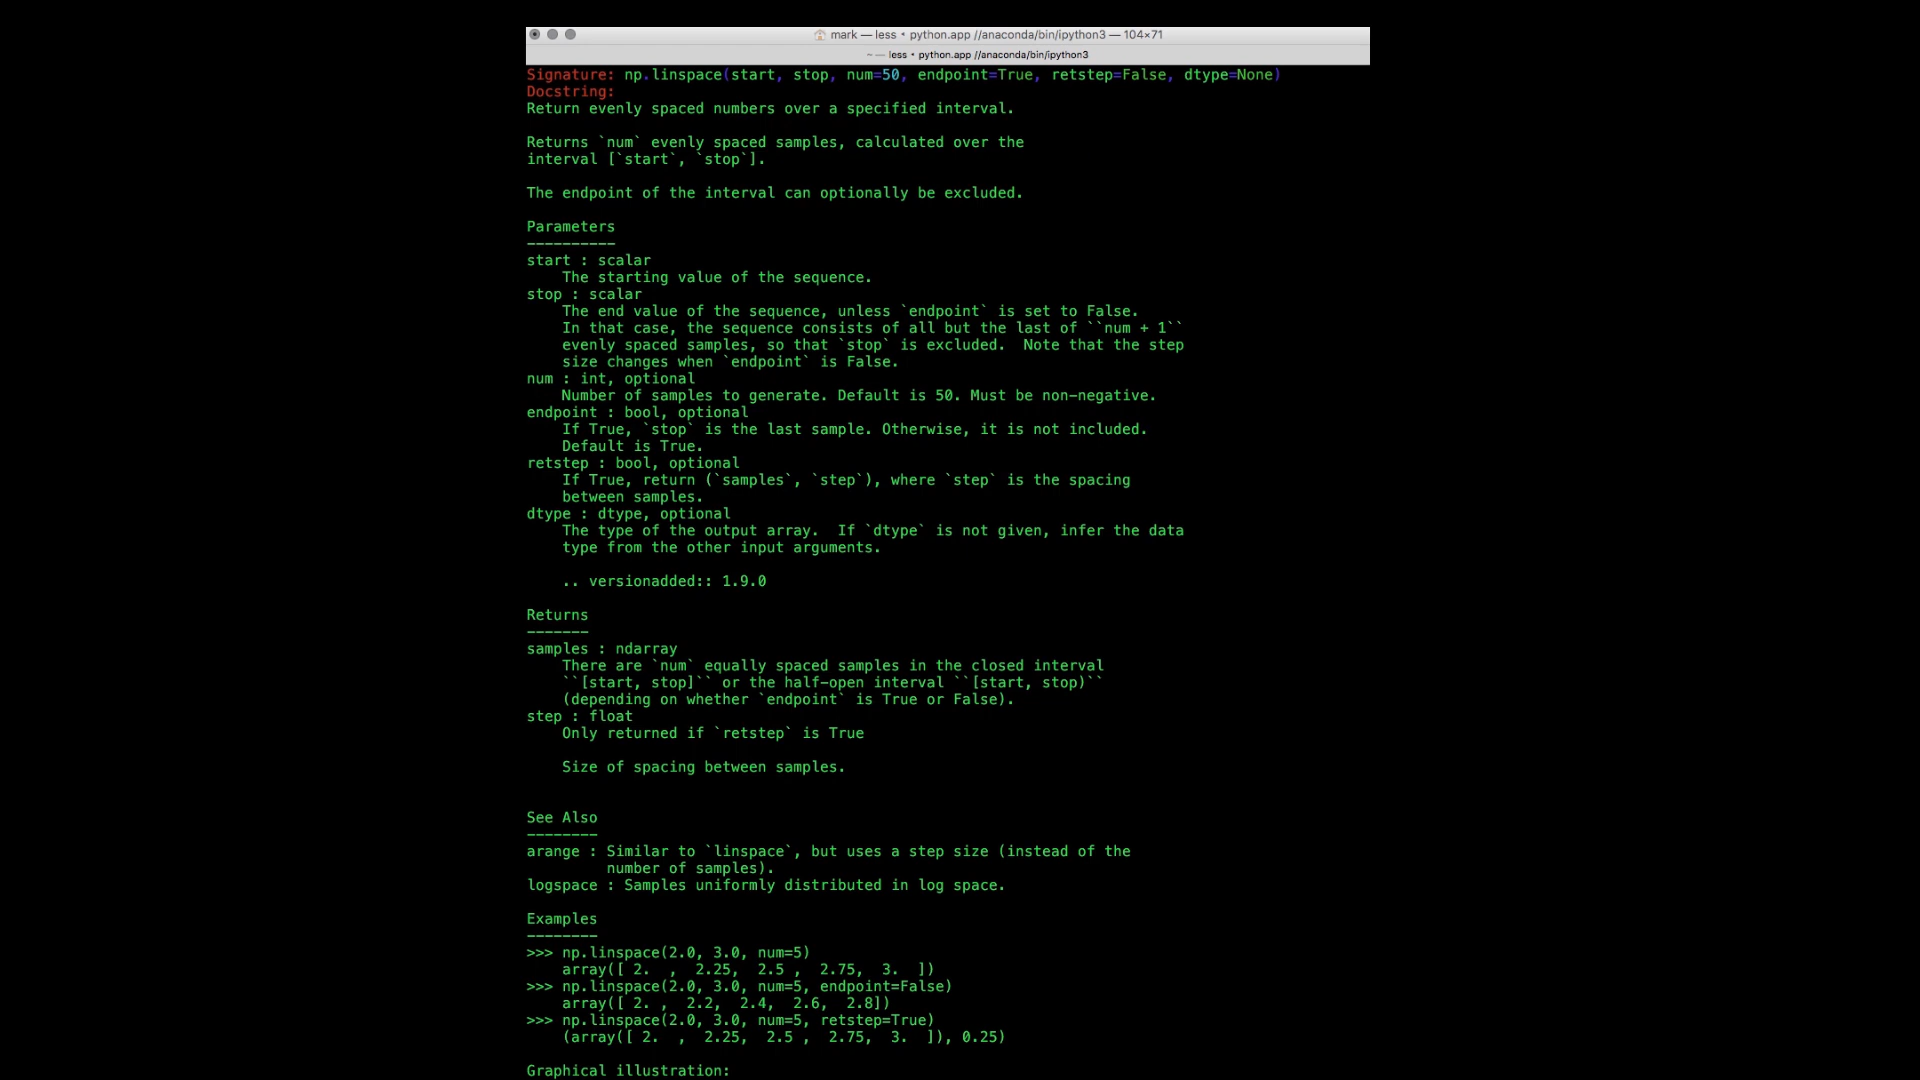 mark — less • python.app //anaconda/bin/ipython3 — 104×71
~ — less • python.app //anaconda/bin/ipython3
Signature: np.linspace(start, stop, num=50, endpoint=True, retstep=False, dtype=None)
Docstring:
Return evenly spaced numbers over a specified interval.

Returns `num` evenly spaced samples, calculated over the
interval [`start`, `stop`].

The endpoint of the interval can optionally be excluded.

Parameters
----------
start : scalar
    The starting value of the sequence.
stop : scalar
    The end value of the sequence, unless `endpoint` is set to False.
    In that case, the sequence consists of all but the last of ``num + 1``
    evenly spaced samples, so that `stop` is excluded.  Note that the step
    size changes when `endpoint` is False.
num : int, optional
    Number of samples to generate. Default is 50. Must be non-negative.
endpoint : bool, optional
    If True, `stop` is the last sample. Otherwise, it is not included.
    Default is True.
retstep : bool, optional
    If True, return (`samples`, `step`), where `step` is the spacing
    between samples.
dtype : dtype, optional
    The type of the output array.  If `dtype` is not given, infer the data
    type from the other input arguments.

    .. versionadded:: 1.9.0

Returns
-------
samples : ndarray
    There are `num` equally spaced samples in the closed interval
    ``[start, stop]`` or the half-open interval ``[start, stop)``
    (depending on whether `endpoint` is True or False).
step : float
    Only returned if `retstep` is True

    Size of spacing between samples.


See Also
--------
arange : Similar to `linspace`, but uses a step size (instead of the
         number of samples).
logspace : Samples uniformly distributed in log space.

Examples
--------
>>> np.linspace(2.0, 3.0, num=5)
    array([ 2.  ,  2.25,  2.5 ,  2.75,  3.  ])
>>> np.linspace(2.0, 3.0, num=5, endpoint=False)
    array([ 2. ,  2.2,  2.4,  2.6,  2.8])
>>> np.linspace(2.0, 3.0, num=5, retstep=True)
    (array([ 2.  ,  2.25,  2.5 ,  2.75,  3.  ]), 0.25)

Graphical illustration: